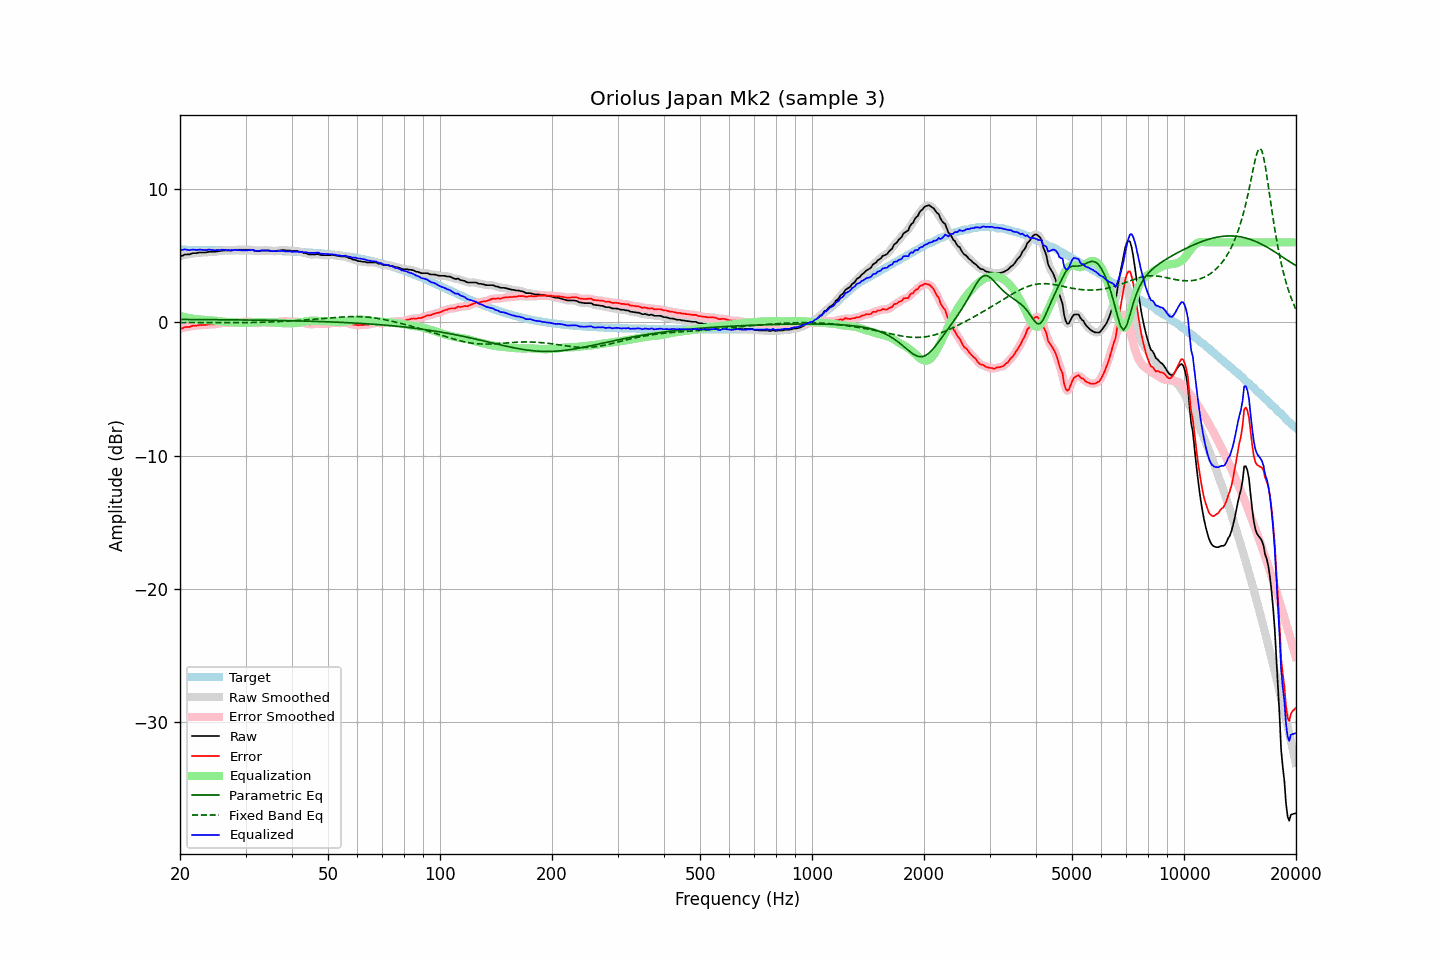 Oriolus Japan Mk2 (sample 3)
Amplitude (dBr)
10
0
−10
−20
−30
Target
Raw Smoothed
Error Smoothed
Raw
Error
Equalization
Parametric Eq
Fixed Band Eq
Equalized
20 50 100 200 500 1000 2000 5000 10000 20000
Frequency (Hz)